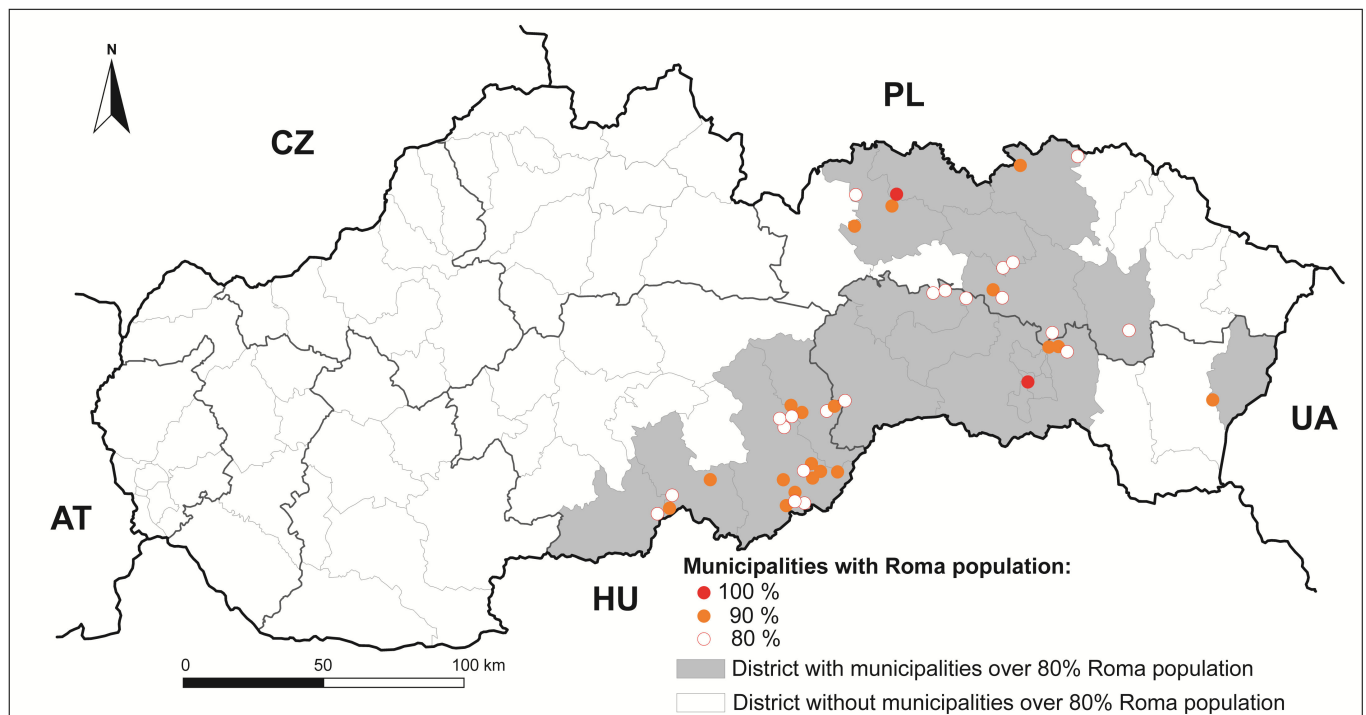 N
PL
CZ
UA
AT
HU
Municipalities with Roma population:
100 %
90 %
80 %
0 50 100 km
District with municipalities over 80% Roma population
District without municipalities over 80% Roma population